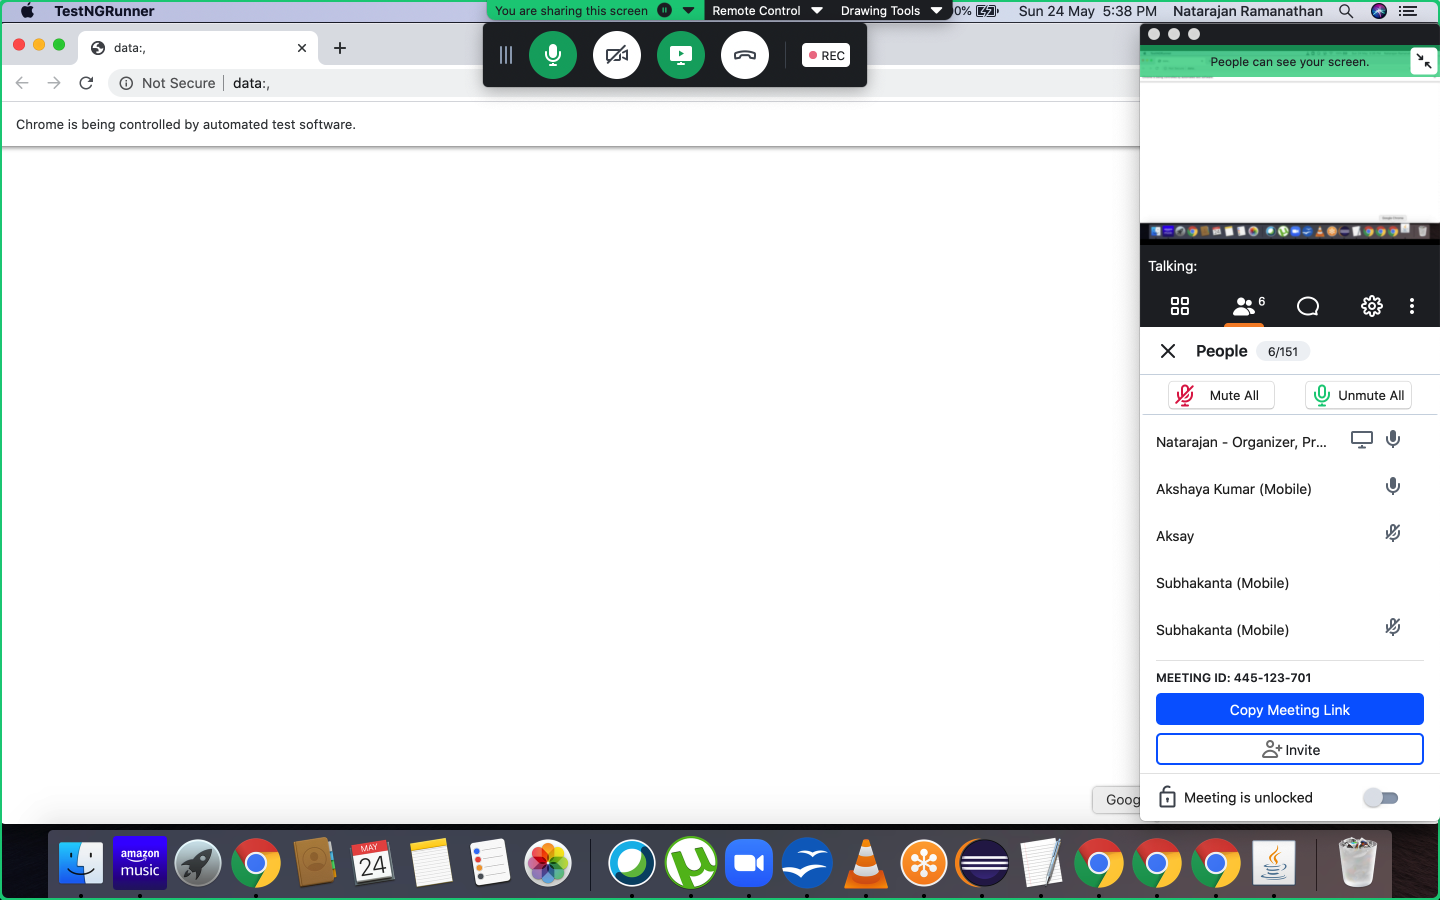 TestNGRunner
You are sharing this screen
Remote Control
Drawing Tools
0%
Sun 24 May 5:38 PM
Natarajan Ramanathan
data:,
REC
Not Secure
data:,
Chrome is being controlled by automated test software.
People can see your screen.
Talking:
6
People
6/151
Mute All
Unmute All
Natarajan - Organizer, Pr...
Akshaya Kumar (Mobile)
Aksay
Subhakanta (Mobile)
Subhakanta (Mobile)
MEETING ID: 445-123-701
Copy Meeting Link
Invite
Meeting is unlocked
Goog
amazon
music
MAY
24